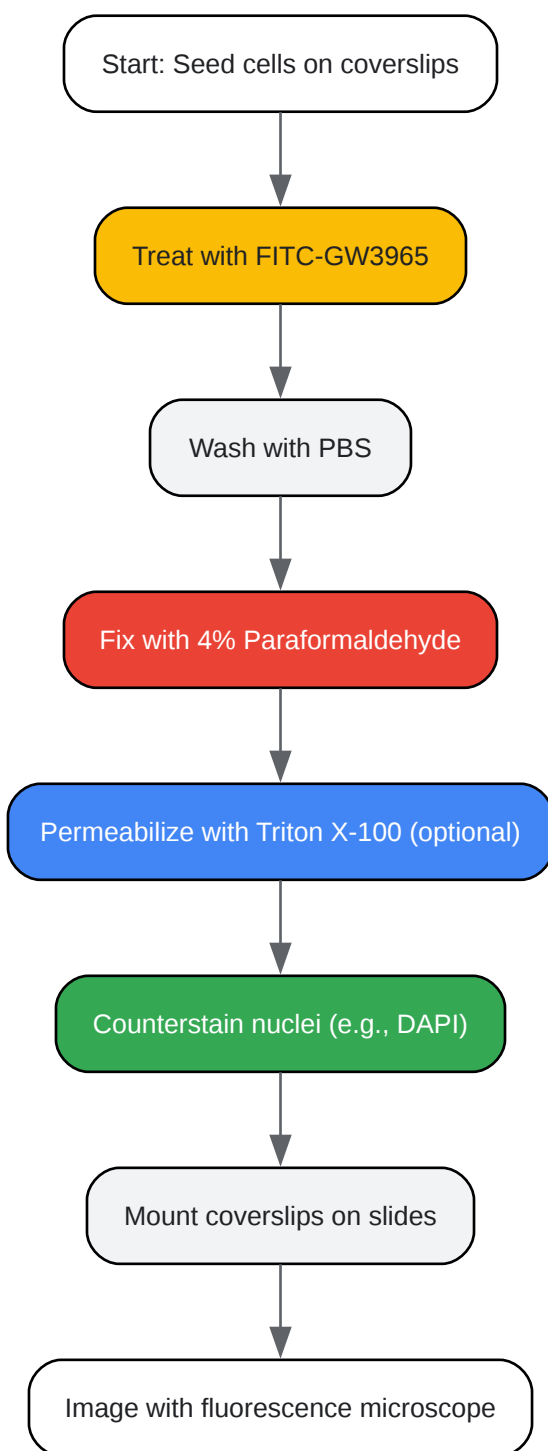 Start: Seed cells on coverslips
Treat with FITC-GW3965
Wash with PBS
Fix with 4% Paraformaldehyde
Permeabilize with Triton X-100 (optional)
Counterstain nuclei (e.g., DAPI)
Mount coverslips on slides
Image with fluorescence microscope